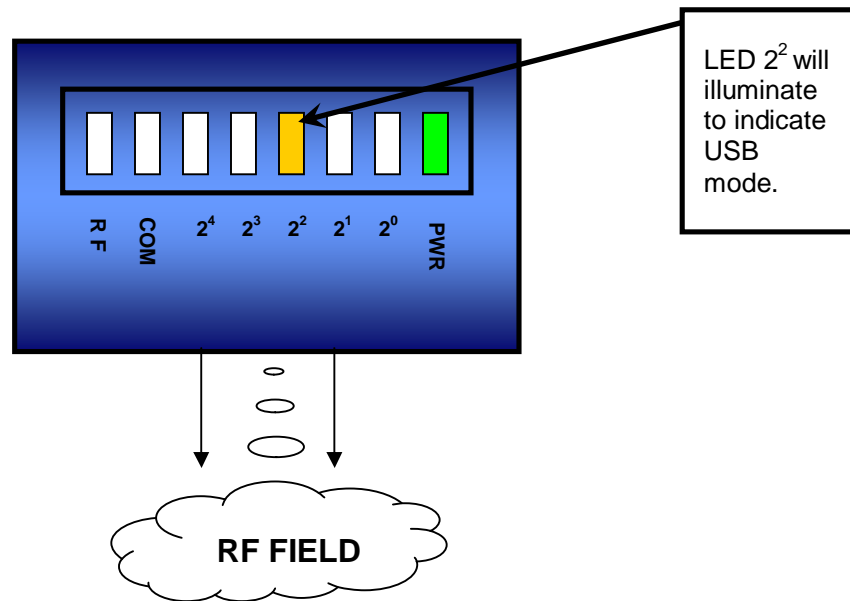 LED 2² will
illuminate
to indicate
USB
mode.
R F COM 2⁴ 2³ 2² 2¹ 2⁰ PWR
RF FIELD